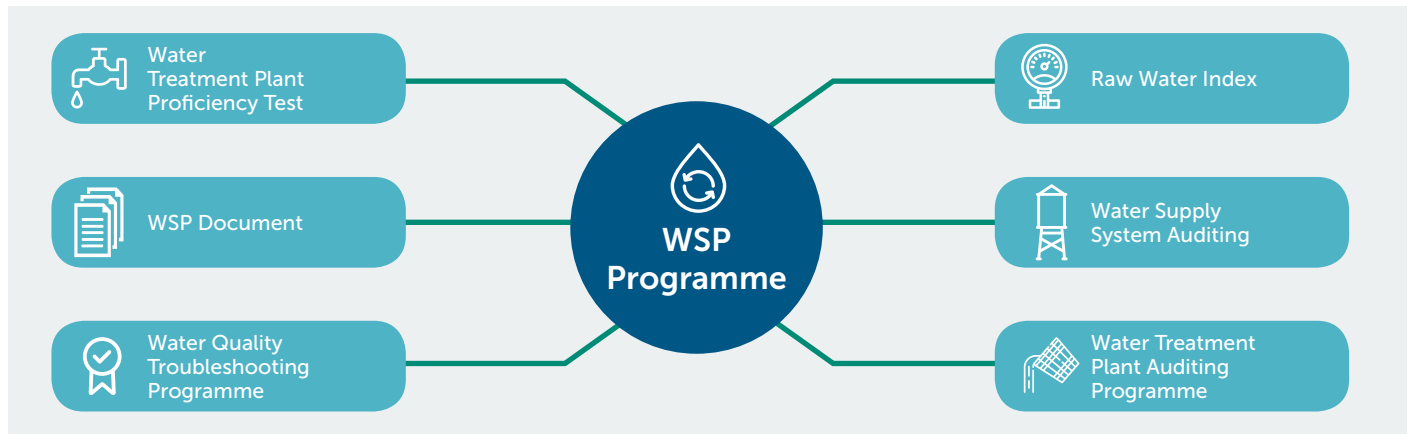 Water
Treatment Plant
Proficiency Test
WSP Document
Water Quality
Troubleshooting
Programme
WSP
Programme
Raw Water Index
Water Supply
System Auditing
Water Treatment
Plant Auditing
Programme